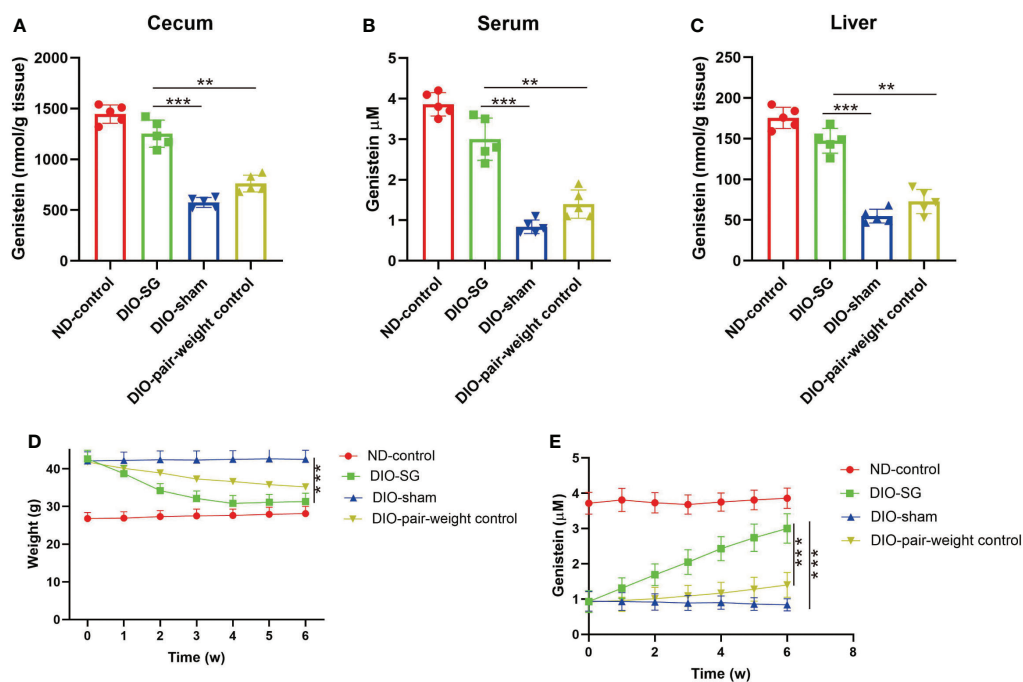 A
Cecum
Genistein (nmol/g tissue)
2000
1500
1000
500
0
**
***
ND-control
DIO-SG
DIO-sham
DIO-pair-weight control
B
Serum
Genistein μM
5
4
3
2
1
0
**
***
ND-control
DIO-SG
DIO-sham
DIO-pair-weight control
C
Liver
Genistein (nmol/g tissue)
250
200
150
100
50
0
**
***
ND-control
DIO-SG
DIO-sham
DIO-pair-weight control
D
Weight (g)
40
30
20
10
0
0 1 2 3 4 5 6
Time (w)
***
ND-control
DIO-SG
DIO-sham
DIO-pair-weight control
E
Genistein (μM)
5
4
3
2
1
0
0 2 4 6 8
Time (w)
***
***
ND-control
DIO-SG
DIO-sham
DIO-pair-weight control